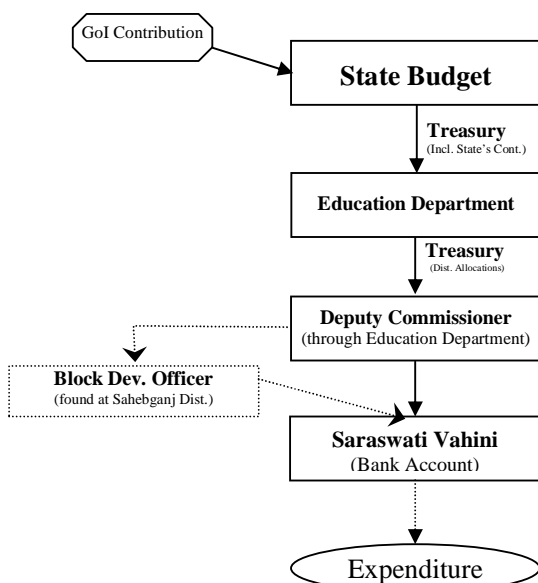 GoI Contribution
State Budget
Treasury
(Incl. State's Cont.)
Education Department
Treasury
(Dist. Allocations)
Deputy Commissioner
(through Education Department)
Block Dev. Officer
(found at Sahebganj Dist.)
Saraswati Vahini
(Bank Account)
Expenditure